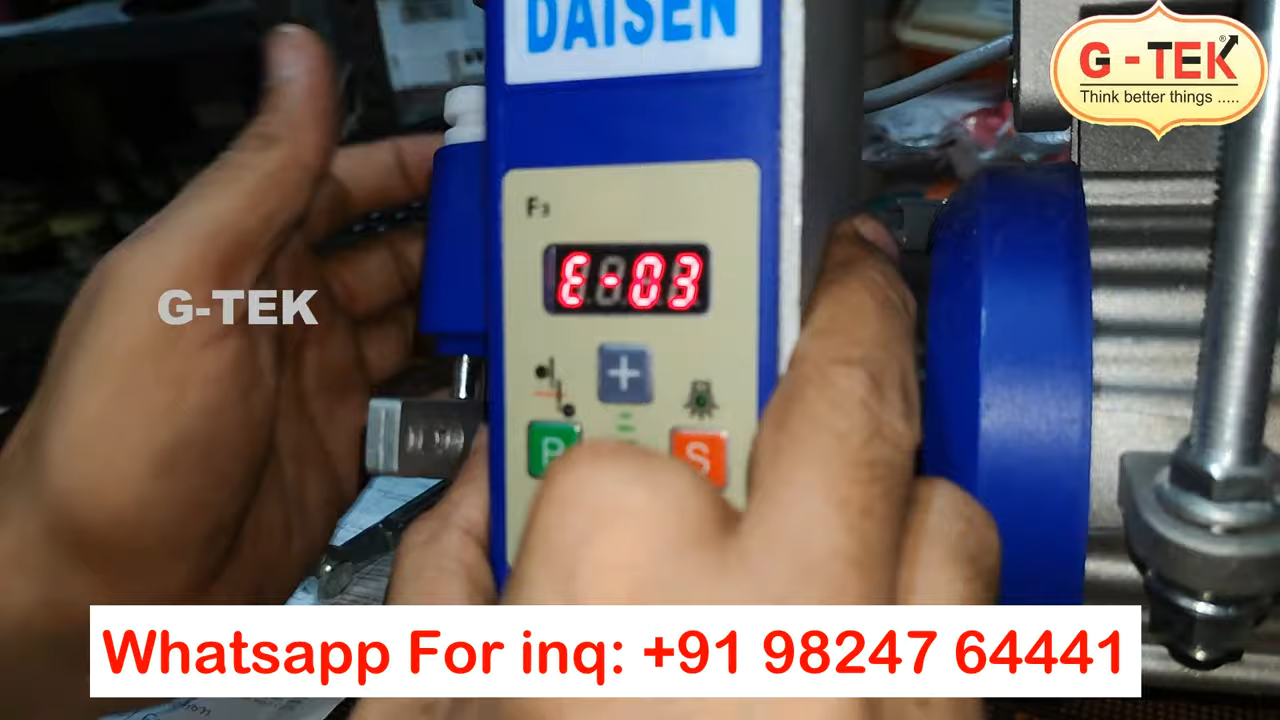 DAISEN
G-TEK®
Think better things .....
F3
E-03
G-TEK
+
P
S
Whatsapp For inq: +91 98247 64441